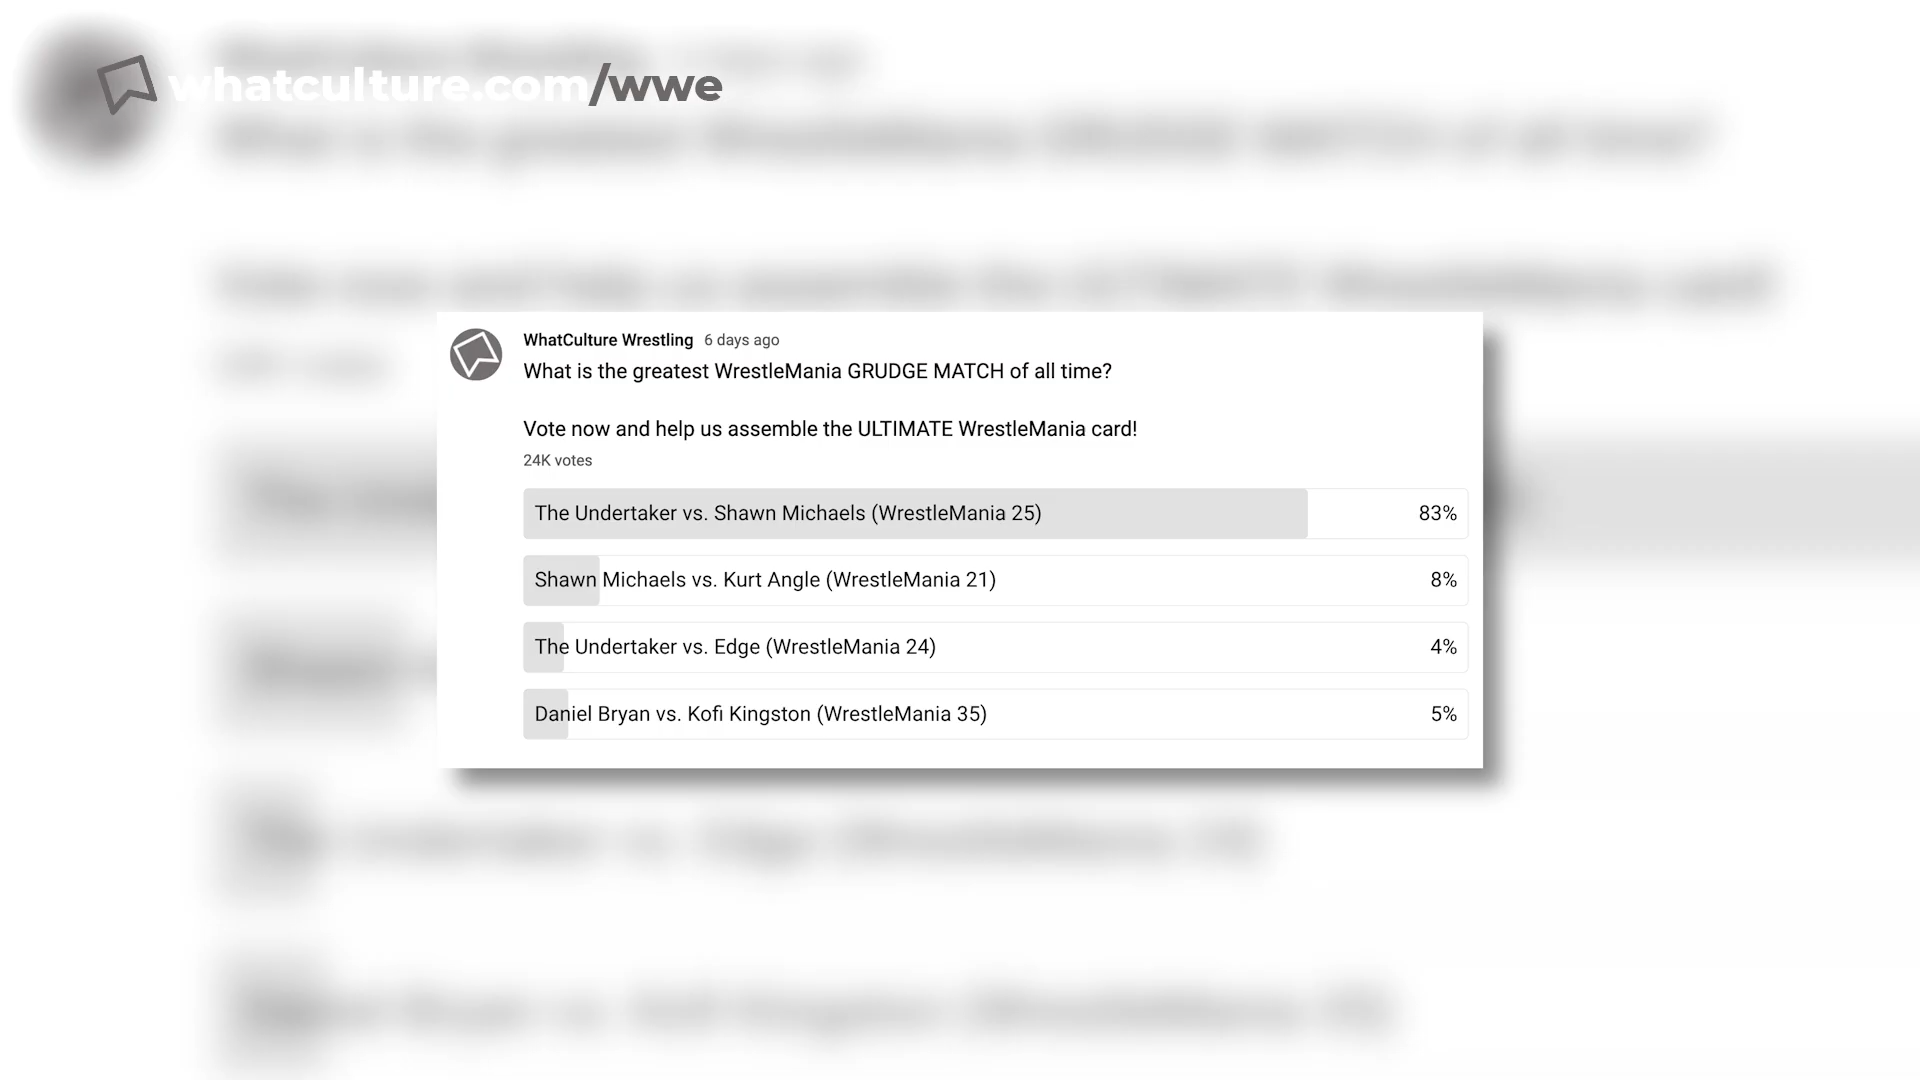 whatculture.com/wwe
WhatCulture Wrestling 6 days ago
What is the greatest WrestleMania GRUDGE MATCH of all time?
Vote now and help us assemble the ULTIMATE WrestleMania card!
24K votes
The Undertaker vs. Shawn Michaels (WrestleMania 25) 83%
Shawn Michaels vs. Kurt Angle (WrestleMania 21) 8%
The Undertaker vs. Edge (WrestleMania 24) 4%
Daniel Bryan vs. Kofi Kingston (WrestleMania 35) 5%